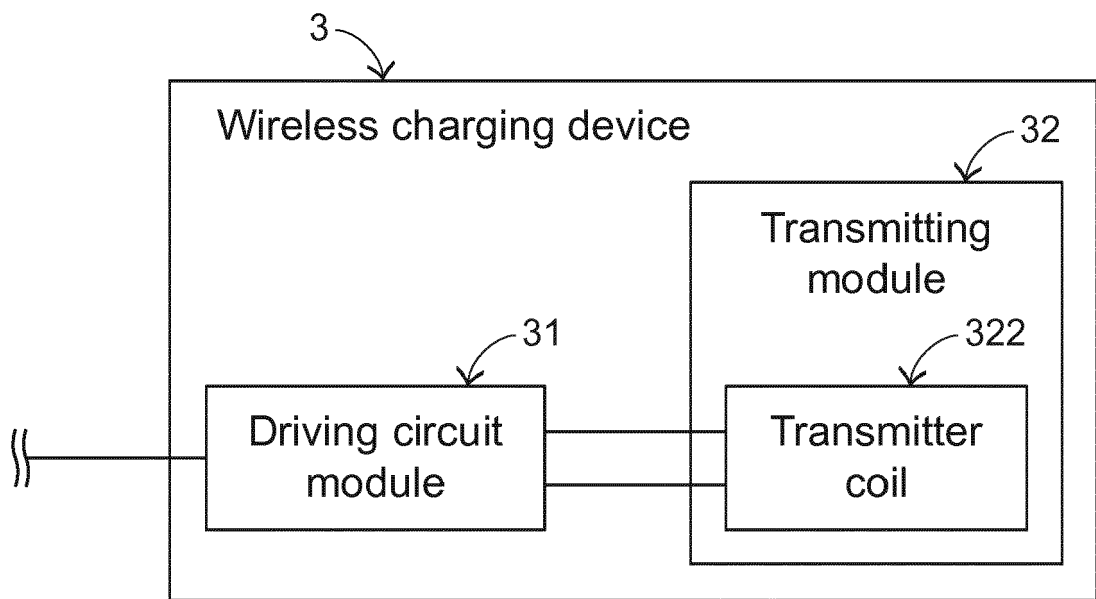 3
Wireless charging device
32
Transmitting
module
31
322
Driving circuit
module
Transmitter
coil